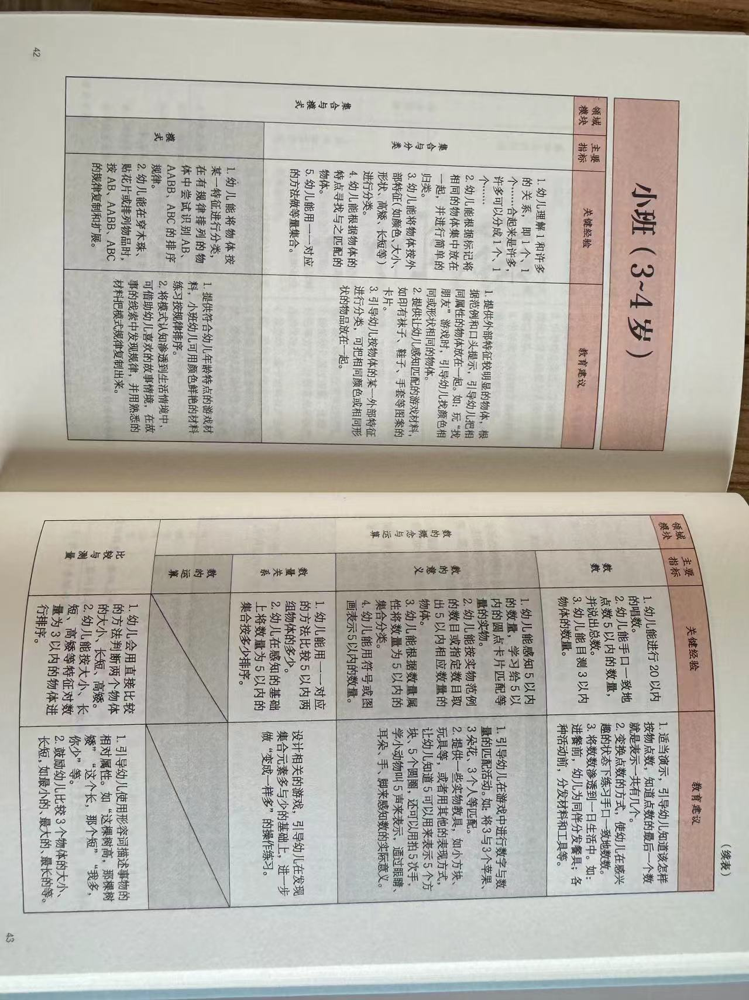 小班（3~4岁）
领域
模块
主要
指标
关键经验
教育建议
集合与模式
集合与分类
1. 幼儿理解1和许多
的关系，即1个、1
个……合起来是许多，
许多可以分成1个、1
个……
2. 幼儿能根据标记将
相同的物体集中放在
一起，并进行简单的
归类。
3. 幼儿能将物体按外
部特征（如颜色、大小、
形状、高矮、长短等）
进行分类。
4. 幼儿能根据物体的
特点寻找与之匹配的
物体。
5. 幼儿能用一一对应
的方法做等量集合。
1. 提供外部特征较明显的物体，根
据范例和口头提示，引导幼儿把相
同属性的物体放在一起。如：玩“找
朋友”游戏时，引导幼儿找颜色相
同或形状相同的物体。
2. 提供让幼儿感知匹配的游戏材料，
如印有袜子、鞋子、手套等图案的
卡片。
3. 引导幼儿按物体的某一外部特征
进行分类，可把相同颜色或相同形
状的物品放在一起。
模式
1. 幼儿能将物体按
某一特征进行分类，
在有规律排列的物
体中尝试识别AB、
AABB、ABC的排序
规律。
2. 幼儿能在穿木珠、
贴花片或排列物品时，
按AB、AABB、ABC
的规律复制和扩展。
1. 提供符合幼儿年龄特点的游戏材
料，小班幼儿可用颜色鲜艳的材料
练习按规律排序。
2. 将模式认知渗透到生活情境中，
可借助幼儿喜欢的故事情境，在故
事的线索中发现规律，并用熟悉的
材料把模式规律复制出来。
42
（续表）
领域
模块
主要
指标
关键经验
教育建议
数的概念与运算
数数
1. 幼儿能进行20以内
的唱数。
2. 幼儿能手口一致地
点数5以内的数量，
并说出总数。
3. 幼儿能目测3以内
物体的数量。
1. 适当演示，引导幼儿知道该怎样
按物点数，知道点数的最后一个数
就是表示一共有几个。
2. 变换点数的方式，使幼儿在感兴
趣的状态下练习手口一致地数数。
3. 将数数渗透到一日生活中。如：
进餐前，幼儿为同伴分发餐具；各
种活动前，分发材料和工具等。
数的意义
1. 幼儿能感知5以内
的数量，学习给5以
内的圆点卡片匹配等
量的实物。
2. 幼儿能按实物范例
的数目或指定数目取
出5以内相应数量的
物体。
3. 幼儿能根据数量属
性将数量为5以内的
集合分类。
4. 幼儿能用符号或图
画表示5以内的数量。
1. 引导幼儿在游戏中进行数字与数
量的匹配活动。如：将3与3个苹果、
3朵花、3个人等匹配。
2. 提供一些实物教具，如小方块、
玩具等，或者用其他的表现方式，
让幼儿知道5可以用来表示5个方
块、5个圆圈，还可以用拍5次手，
学小动物叫5声来表示，通过眼睛、
耳朵、手、脚来感知数的实际意义。
数量关系
1. 幼儿能用一一对应
的方法比较5以内两
组物体的多少。
2. 幼儿在感知的基础
上将数量为5以内的
集合按多少排序。
设计相关的游戏，引导幼儿在发现
集合元素多与少的基础上，进一步
做“变成一样多”的操作练习。
数的运算
比较与测量
1. 幼儿会用直接比较
的方法判断两个物体
的大小、长短、高矮。
2. 幼儿能按大小、长
短、高矮等特征对数
量为3以内的物体进
行排序。
1. 引导幼儿使用形容词描述事物的
相对属性。如“这棵树高，那棵树
矮”“这个长，那个短”“我多，
你少”等。
2. 鼓励幼儿比较3个物体的大小、
长短，如最小的、最大的、最长的等。
43